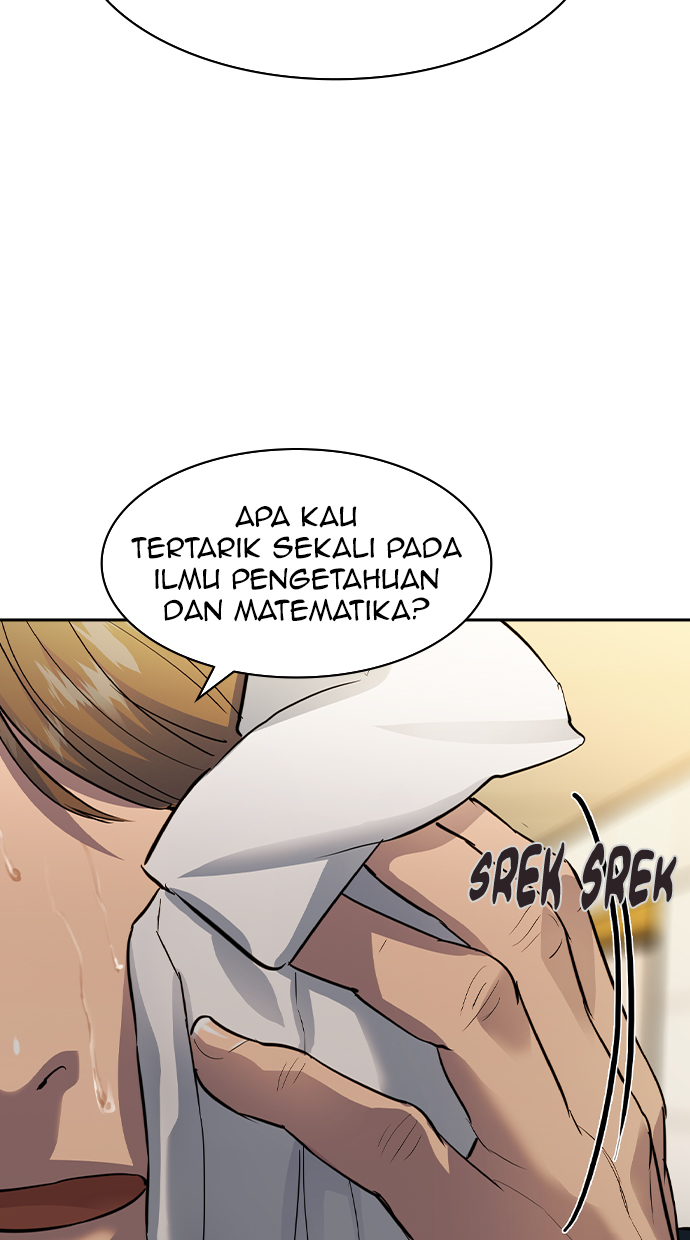 APA KAU
TERTARIK SEKALI PADA
ILMU PENGETAHUAN
DAN MATEMATIKA?
SREK SREK